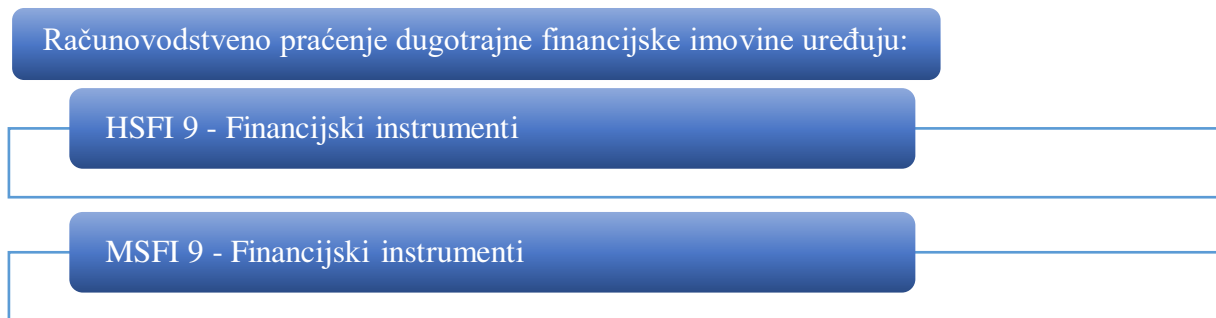 Računovodstveno praćenje dugotrajne financijske imovine uređuju:
HSFI 9 - Financijski instrumenti
MSFI 9 - Financijski instrumenti